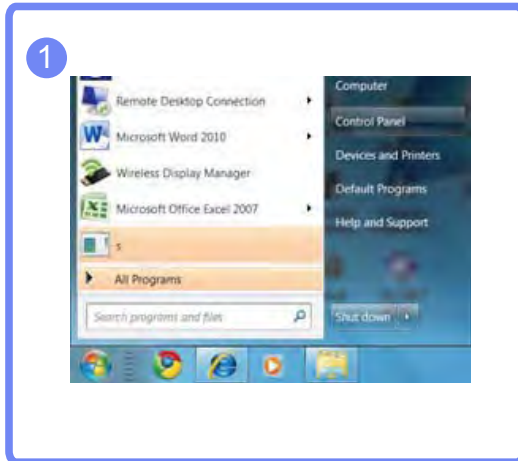 1
Remote Desktop Connection
Microsoft Word 2010
Wireless Display Manager
Microsoft Office Excel 2007
s
All Programs
Search programs and files
Computer
Control Panel
Devices and Printers
Default Programs
Help and Support
Shut down